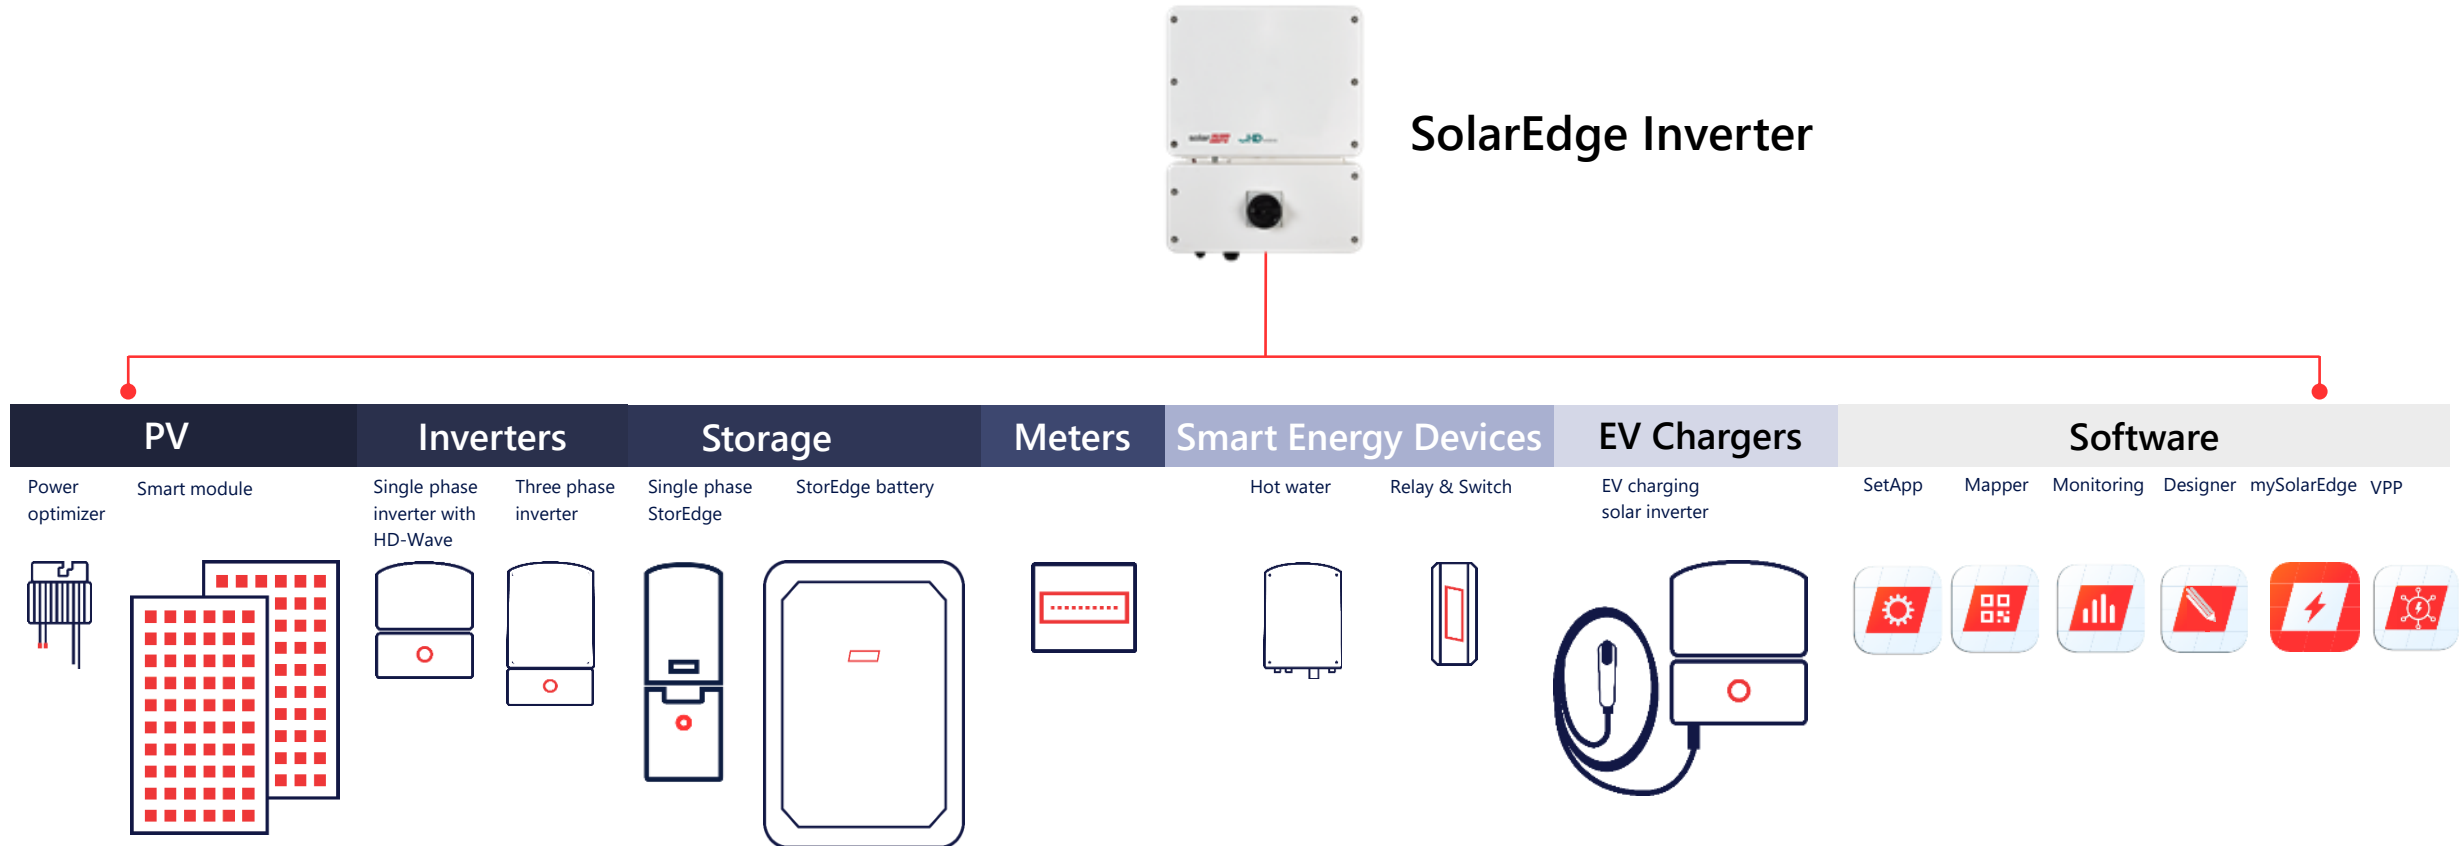 solar
HD
SolarEdge Inverter
PV
Inverters
Storage
Meters
Smart Energy Devices
EV Chargers
Software
Power
optimizer
Smart module
Single phase
inverter with
HD-Wave
Three phase
inverter
Single phase
StorEdge
StorEdge battery
Hot water
Relay & Switch
EV charging
solar inverter
SetApp
Mapper
Monitoring
Designer
mySolarEdge
VPP